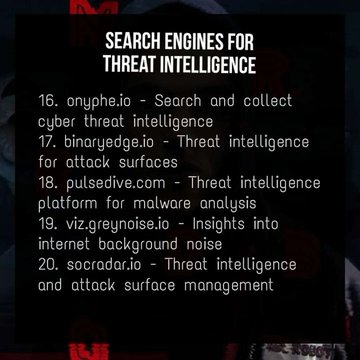 SEARCH ENGINES FOR
THREAT INTELLIGENCE
16. onyphe.io - Search and collect
cyber threat intelligence
17. binaryedge.io - Threat intelligence
for attack surfaces
18. pulsedive.com - Threat intelligence
platform for malware analysis
19. viz.greynoise.io - Insights into
internet background noise
20. socradar.io - Threat intelligence
and attack surface management